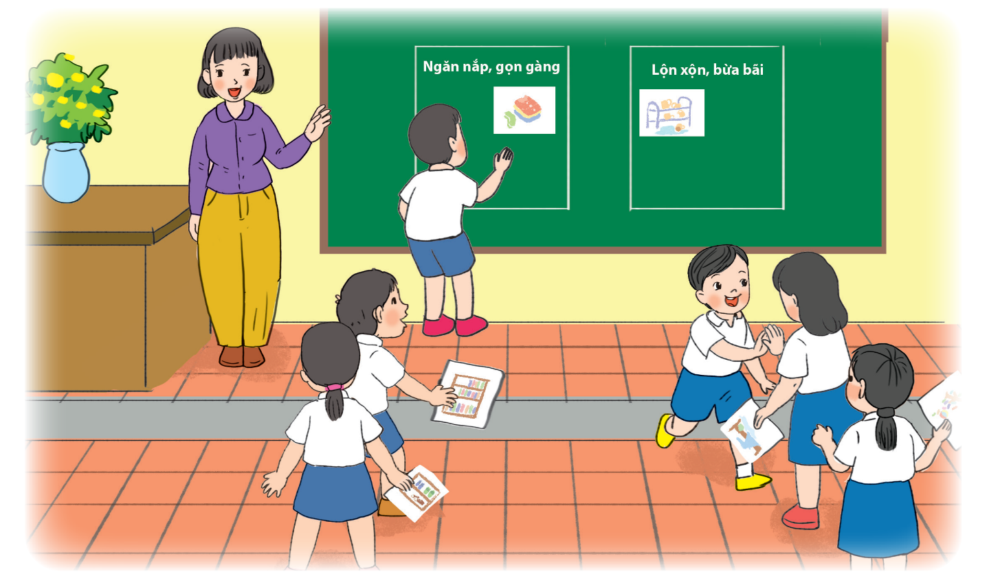 Ngăn nắp, gọn gàng
Lộn xộn, bừa bãi